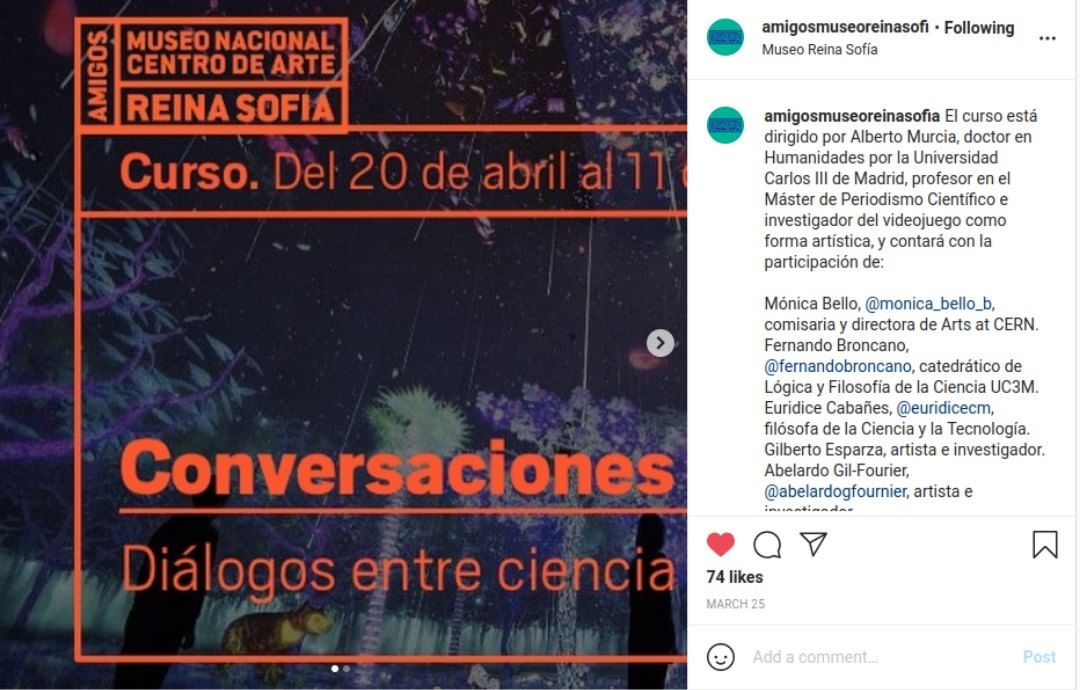 AMIGOS
MUSEO NACIONAL
CENTRO DE ARTE
REINA SOFIA
Curso. Del 20 de abril al 11
Conversaciones
Diálogos entre ciencia
amigosmuseoreinasofi • Following
Museo Reina Sofía
amigosmuseoreinasofia El curso está
dirigido por Alberto Murcia, doctor en
Humanidades por la Universidad
Carlos III de Madrid, profesor en el
Máster de Periodismo Científico e
investigador del videojuego como
forma artística, y contará con la
participación de:
Mónica Bello, @monica_bello_b,
comisaria y directora de Arts at CERN.
Fernando Broncano,
@fernandobroncano, catedrático de
Lógica y Filosofía de la Ciencia UC3M.
Euridice Cabañes, @euridicecm,
filósofa de la Ciencia y la Tecnología.
Gilberto Esparza, artista e investigador.
Abelardo Gil-Fourier,
@abelardogfournier, artista e
investigador
74 likes
MARCH 25
Add a comment...
Post